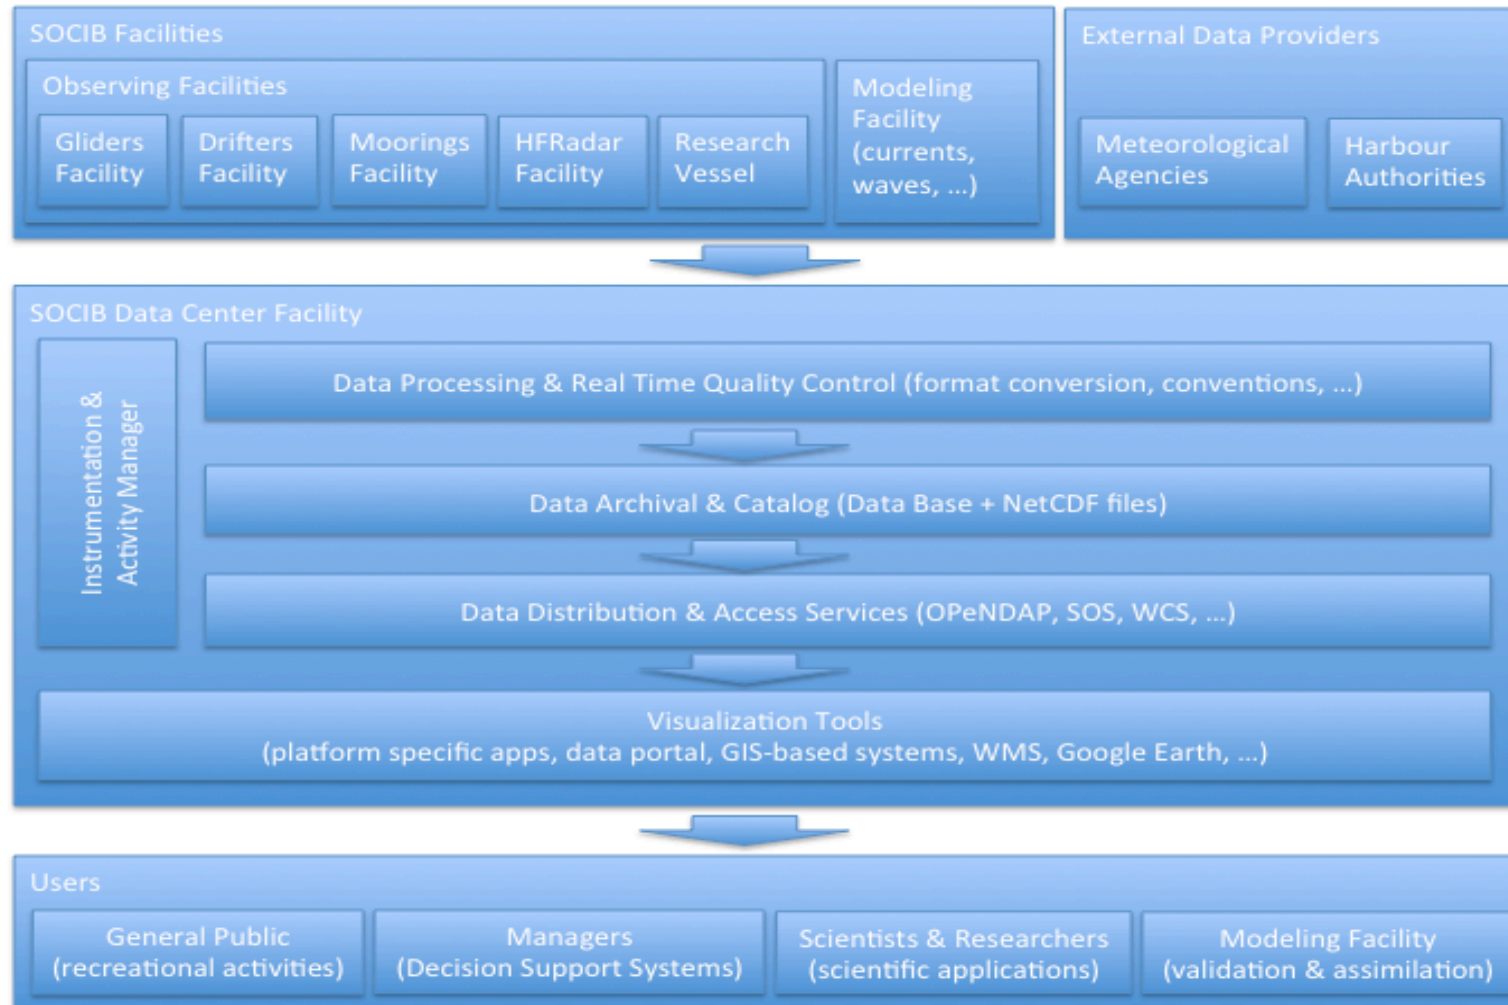 SOCIB Facilities
Observing Facilities
Gliders
Facility
Drifters
Facility
Moorings
Facility
HFRadar
Facility
Research
Vessel
Modeling
Facility
(currents,
waves, ...)
External Data Providers
Meteorological
Agencies
Harbour
Authorities
SOCIB Data Center Facility
Instrumentation &
Activity Manager
Data Processing & Real Time Quality Control (format conversion, conventions, ...)
Data Archival & Catalog (Data Base + NetCDF files)
Data Distribution & Access Services (OPeNDAP, SOS, WCS, ...)
Visualization Tools
(platform specific apps, data portal, GIS-based systems, WMS, Google Earth, ...)
Users
General Public
(recreational activities)
Managers
(Decision Support Systems)
Scientists & Researchers
(scientific applications)
Modeling Facility
(validation & assimilation)